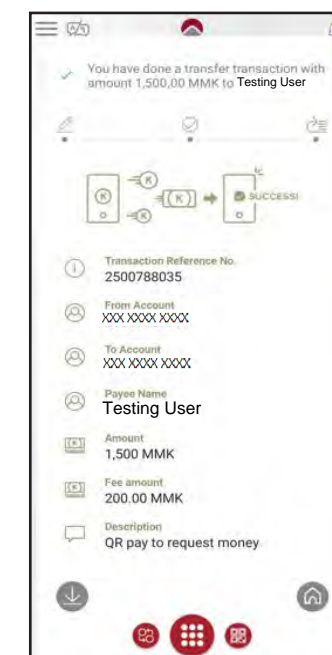 You have done a transfer transaction with
amount 1,500.00 MMK to Testing User
SUCCESS!
Transaction Reference No.
2500788035
From Account
XXX XXXX XXXX
To Account
XXX XXXX XXXX
Payee Name
Testing User
Amount
1,500 MMK
Fee amount
200.00 MMK
Description
QR pay to request money